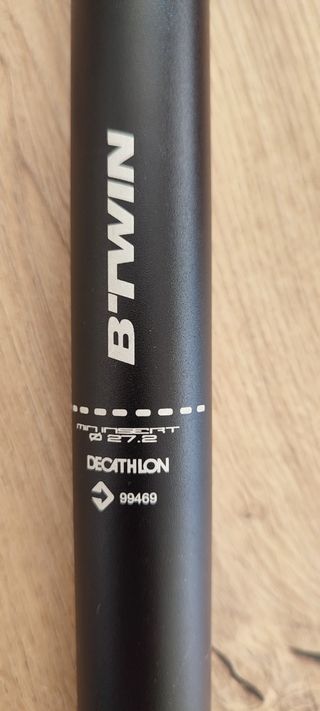 B'TWIN
MIN INSERT
Ø 27.2
DECATHLON
99469